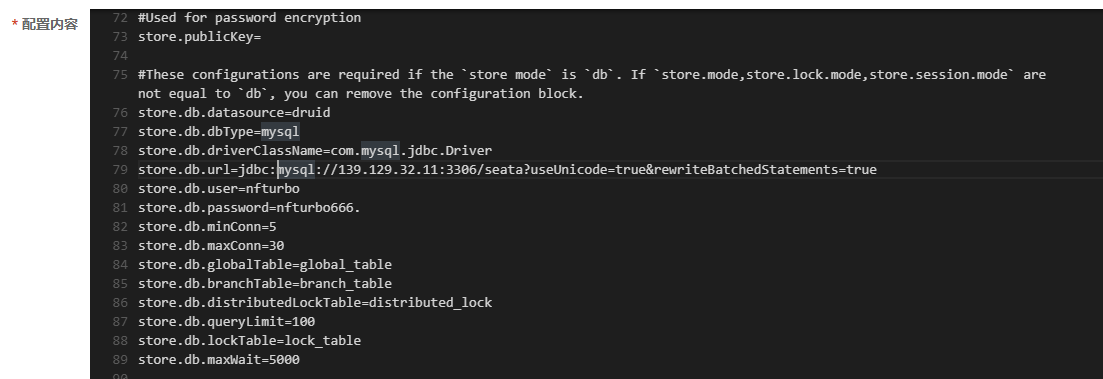 * 配置内容
72 #Used for password encryption
73 store.publicKey=
74
75 #These configurations are required if the `store mode` is `db`. If `store.mode,store.lock.mode,store.session.mode` are
not equal to `db`, you can remove the configuration block.
76 store.db.datasource=druid
77 store.db.dbType=mysql
78 store.db.driverClassName=com.mysql.jdbc.Driver
79 store.db.url=jdbc:mysql://139.129.32.11:3306/seata?useUnicode=true&rewriteBatchedStatements=true
80 store.db.user=nfturbo
81 store.db.password=nfturbo666.
82 store.db.minConn=5
83 store.db.maxConn=30
84 store.db.globalTable=global_table
85 store.db.branchTable=branch_table
86 store.db.distributedLockTable=distributed_lock
87 store.db.queryLimit=100
88 store.db.lockTable=lock_table
89 store.db.maxWait=5000
90